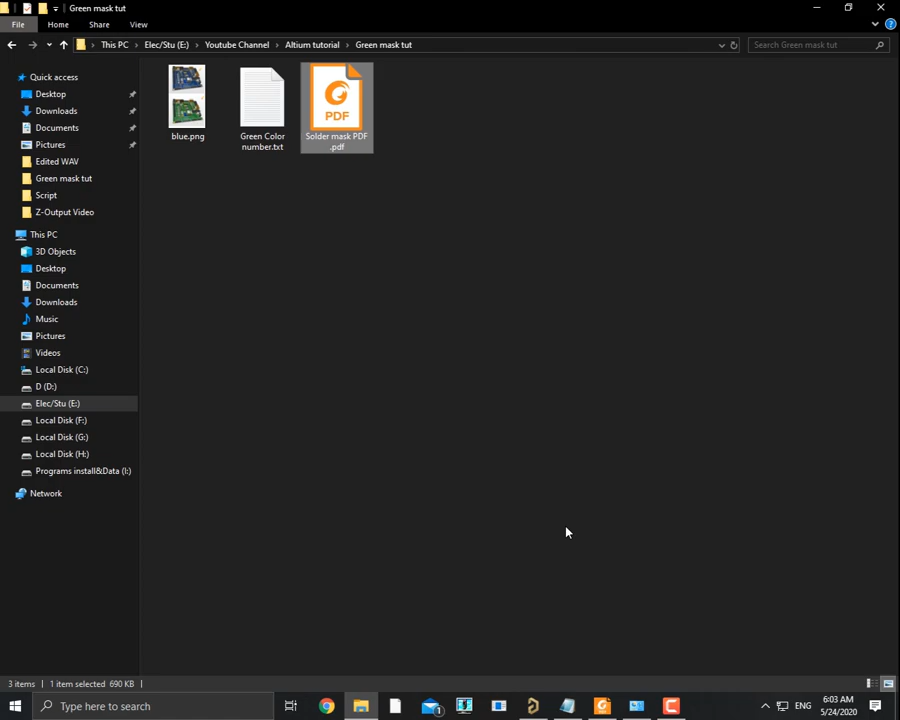 Green mask tut
File
Home
Share
View
This PC
Elec/Stu (E:)
Youtube Channel
Altium tutorial
Green mask tut
Search Green mask tut
Quick access
Desktop
Downloads
Documents
Pictures
Edited WAV
Green mask tut
Script
Z-Output Video
This PC
3D Objects
Desktop
Documents
Downloads
Music
Pictures
Videos
Local Disk (C:)
D (D:)
Elec/Stu (E:)
Local Disk (F:)
Local Disk (G:)
Local Disk (H:)
Programs install&Data (I:)
Network
blue.png
Green Color
number.txt
PDF
Solder mask PDF
.pdf
3 items
1 item selected 690 KB
Type here to search
1
ENG
6:03 AM
5/24/2020